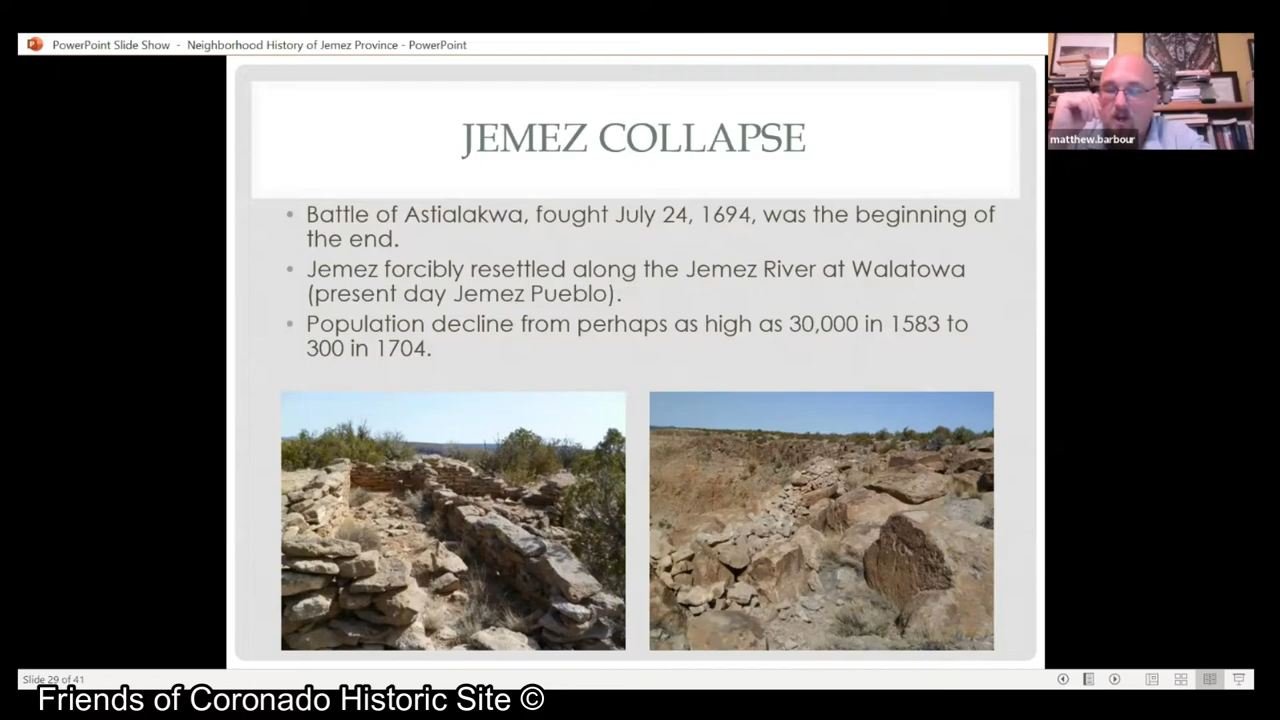 PowerPoint Slide Show - Neighborhood History of Jemez Province - PowerPoint
matthew.barbour
JEMEZ COLLAPSE
• Battle of Astialakwa, fought July 24, 1694, was the beginning of
the end.
• Jemez forcibly resettled along the Jemez River at Walatowa
(present day Jemez Pueblo).
• Population decline from perhaps as high as 30,000 in 1583 to
300 in 1704.
Slide 29 of 41
Friends of Coronado Historic Site ©